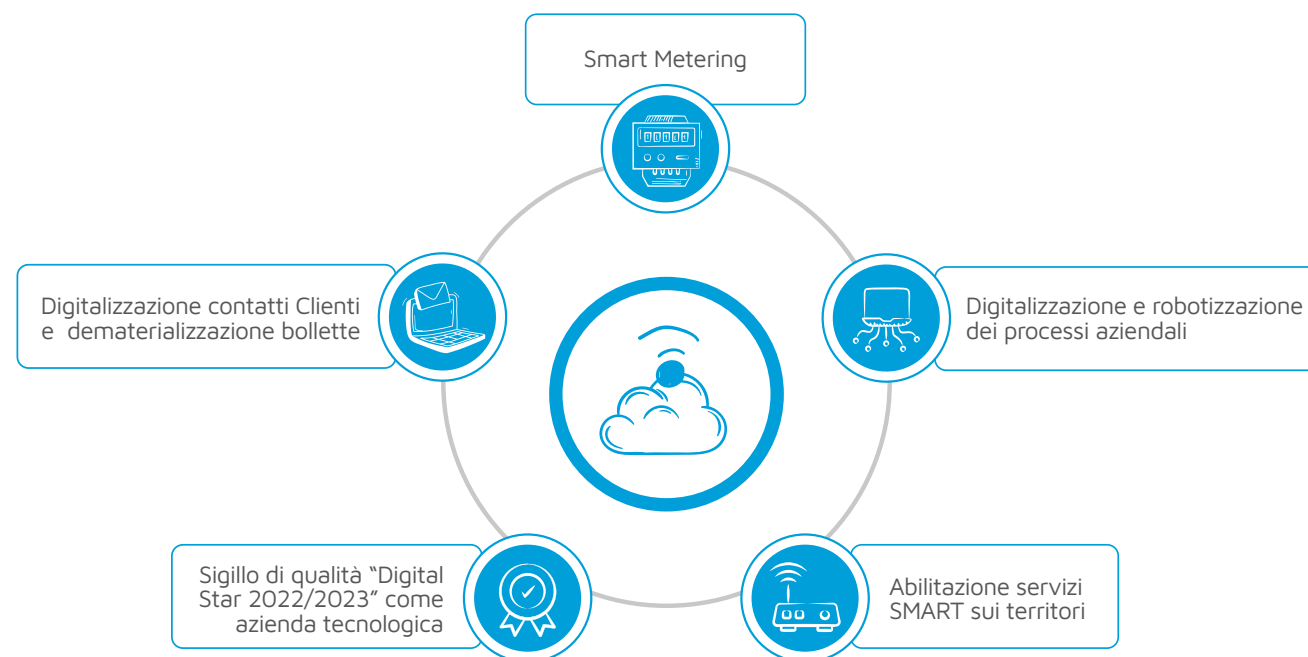 Smart Metering
Digitalizzazione contatti Clienti
e dematerializzazione bollette
Digitalizzazione e robotizzazione
dei processi aziendali
Sigillo di qualità “Digital
Star 2022/2023” come
azienda tecnologica
Abilitazione servizi
SMART sui territori